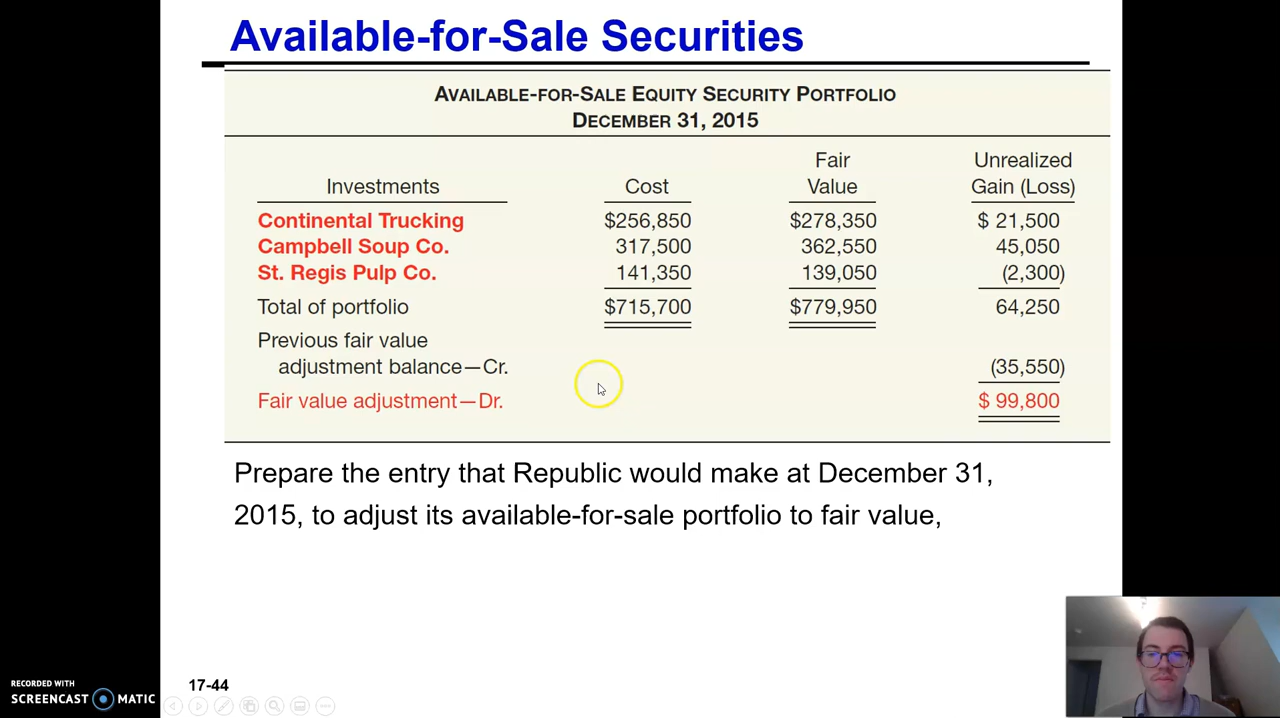 Available-for-Sale Securities
AVAILABLE-FOR-SALE EQUITY SECURITY PORTFOLIO
DECEMBER 31, 2015
Investments Cost Fair Value Unrealized Gain (Loss)
Continental Trucking $256,850 $278,350 $ 21,500
Campbell Soup Co. 317,500 362,550 45,050
St. Regis Pulp Co. 141,350 139,050 (2,300)
Total of portfolio $715,700 $779,950 64,250
Previous fair value
adjustment balance—Cr. (35,550)
Fair value adjustment—Dr. $ 99,800
Prepare the entry that Republic would make at December 31,
2015, to adjust its available-for-sale portfolio to fair value,
17-44
RECORDED WITH
SCREENCAST MATIC